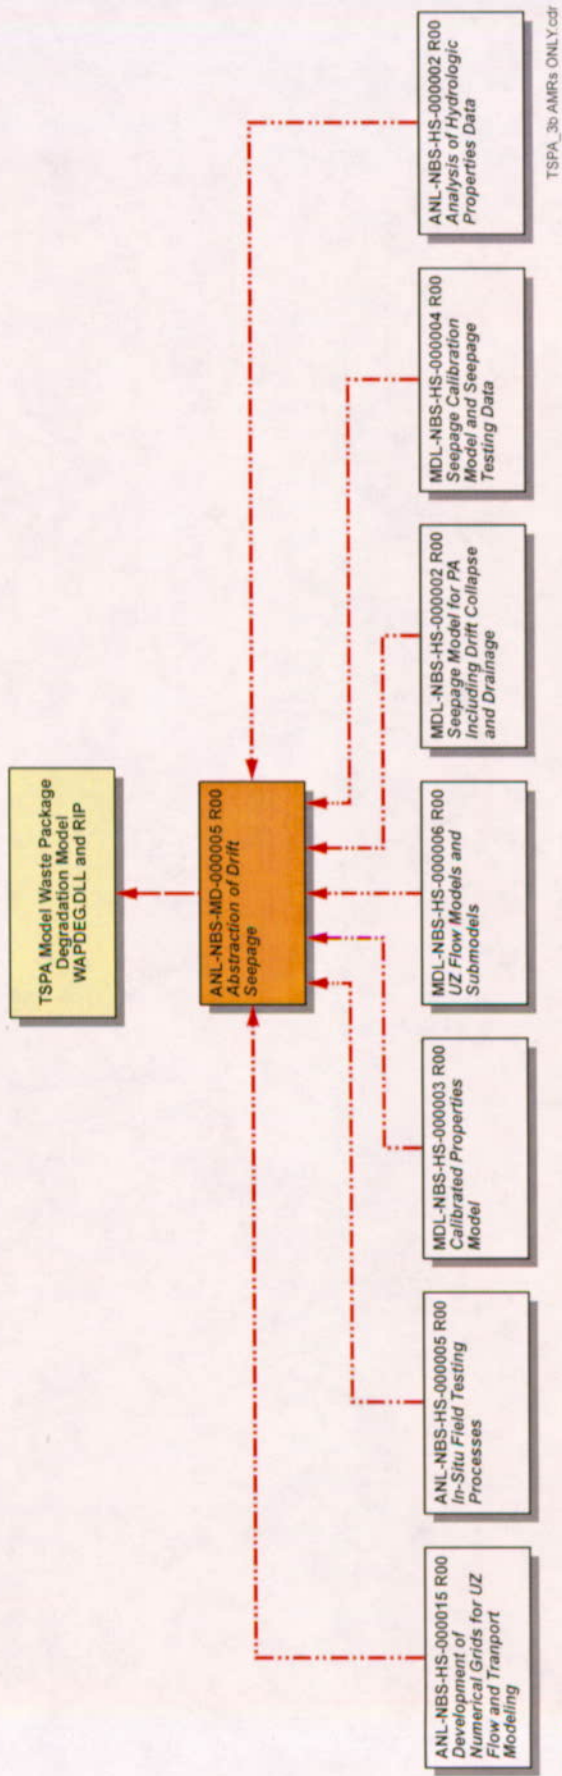 TSPA Model Waste Package
Degradation Model
WAPDEG.DLL and RIP
ANL-NBS-MD-000005 R00
Abstraction of Drift
Seepage
ANL-NBS-HS-000015 R00
Development of
Numerical Grids for UZ
Flow and Tranport
Modeling
ANL-NBS-HS-000005 R00
In-Situ Field Testing
Processes
MDL-NBS-HS-000003 R00
Calibrated Properties
Model
MDL-NBS-HS-000006 R00
UZ Flow Models and
Submodels
MDL-NBS-HS-000002 R00
Seepage Model for PA
Including Drift Collapse
and Drainage
MDL-NBS-HS-000004 R00
Seepage Calibration
Model and Seepage
Testing Data
ANL-NBS-HS-000002 R00
Analysis of Hydrologic
Properties Data
TSPA_3b AMRs ONLY.cdr